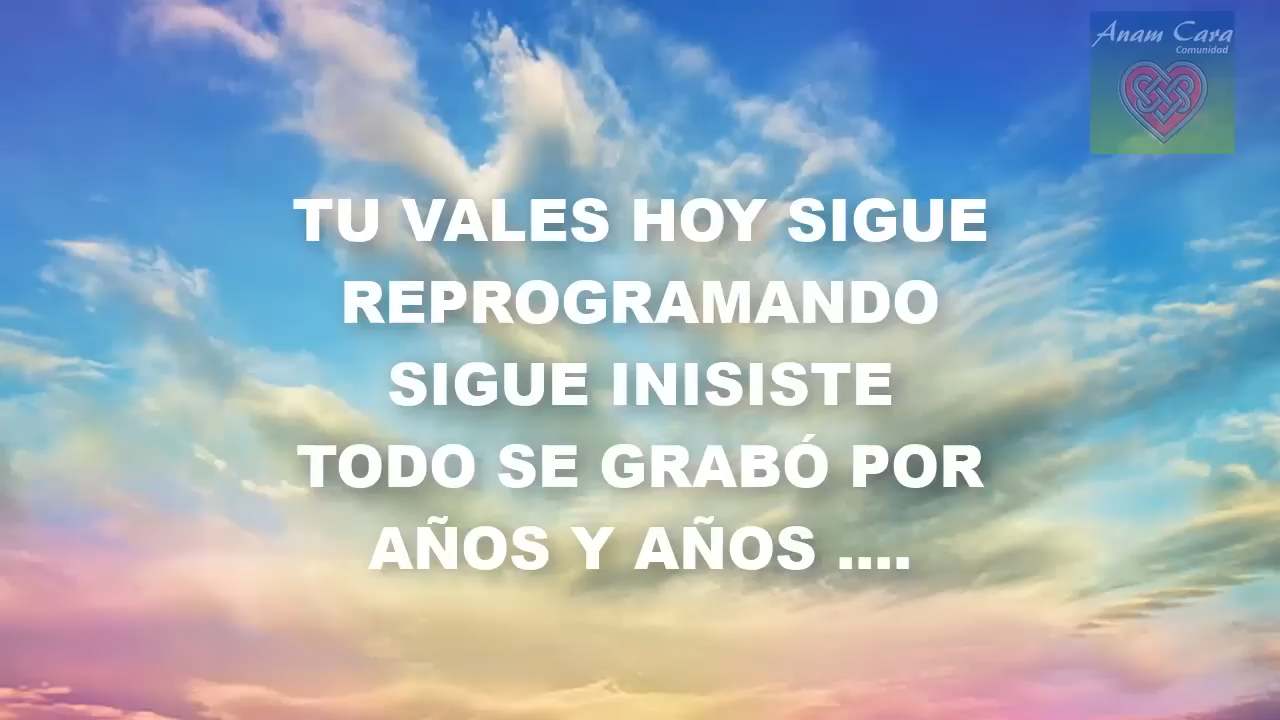 Anam Cara
Comunidad
TU VALES HOY SIGUE
REPROGRAMANDO
SIGUE INISISTE
TODO SE GRABÓ POR
AÑOS Y AÑOS ....